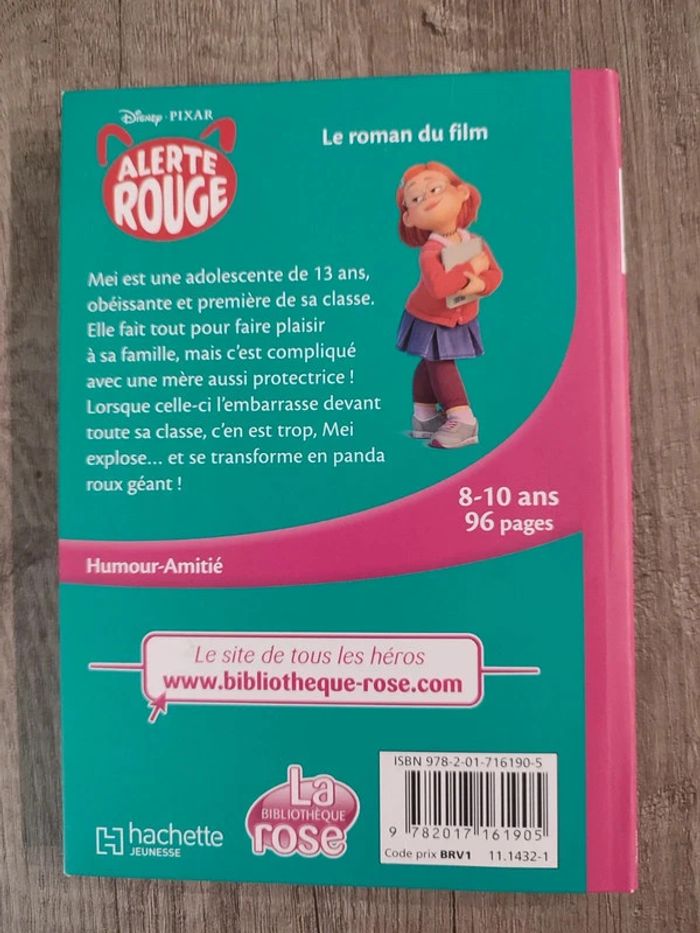 Disney · PIXAR
ALERTE
ROUGE
Le roman du film
Mei est une adolescente de 13 ans,
obéissante et première de sa classe.
Elle fait tout pour faire plaisir
à sa famille, mais c'est compliqué
avec une mère aussi protectrice !
Lorsque celle-ci l'embarrasse devant
toute sa classe, c'en est trop, Mei
explose... et se transforme en panda
roux géant !
8-10 ans
96 pages
Humour-Amitié
Le site de tous les héros
www.bibliotheque-rose.com
La
BIBLIOTHÈQUE
rose
hachette
JEUNESSE
ISBN 978-2-01-716190-5
9 782017 161905
Code prix BRV1 11.1432-1